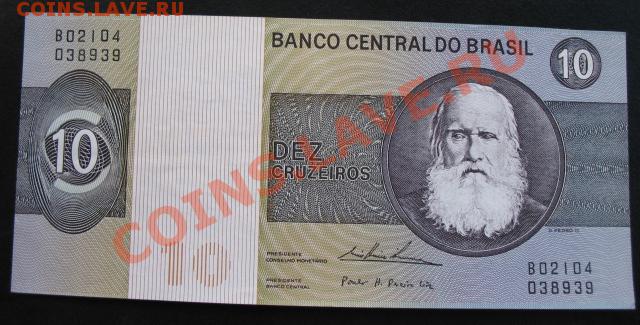 COINS.LAVE.RU
B02104
038939
BANCO CENTRAL DO BRASIL
10
10
DEZ
CRUZEIROS
D. PEDRO II
PRESIDENTE
CONSELHO MONETÁRIO
PRESIDENTE
BANCO CENTRAL
10
B02104
038939
COINS.LAVE.RU